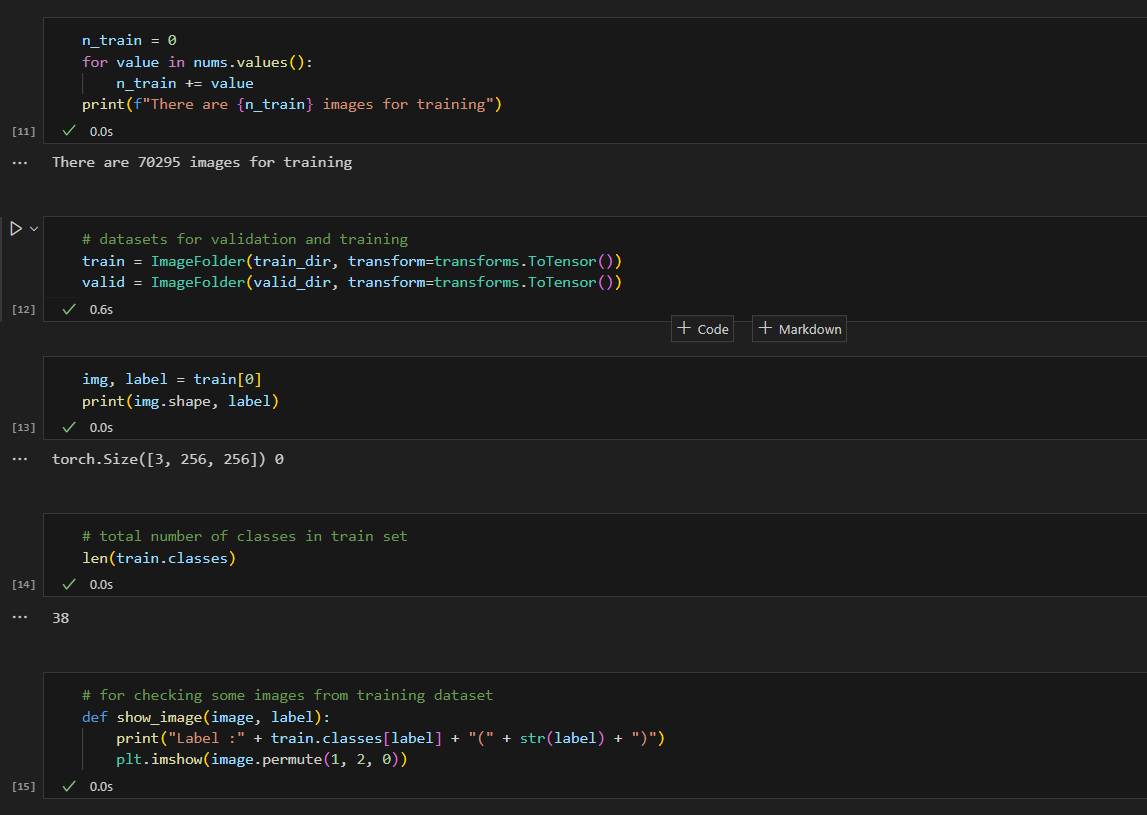 n_train = 0
for value in nums.values():
    n_train += value
print(f"There are {n_train} images for training")
[11] 0.0s
... There are 70295 images for training
# datasets for validation and training
train = ImageFolder(train_dir, transform=transforms.ToTensor())
valid = ImageFolder(valid_dir, transform=transforms.ToTensor())
[12] 0.6s
+ Code + Markdown
img, label = train[0]
print(img.shape, label)
[13] 0.0s
... torch.Size([3, 256, 256]) 0
# total number of classes in train set
len(train.classes)
[14] 0.0s
... 38
# for checking some images from training dataset
def show_image(image, label):
    print("Label :" + train.classes[label] + "(" + str(label) + ")")
    plt.imshow(image.permute(1, 2, 0))
[15] 0.0s